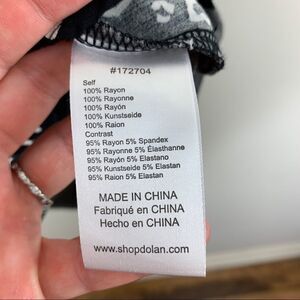 #172704
Self
100% Rayon
100% Rayonne
100% Rayón
100% Kunstseide
100% Raion
Contrast
95% Rayon 5% Spandex
95% Rayonne 5% Élasthanne
95% Rayón 5% Elastano
95% Kunstseide 5% Elastan
95% Raion 5% Elastan
MADE IN CHINA
Fabriqué en CHINA
Hecho en CHINA
www.shopdolan.com